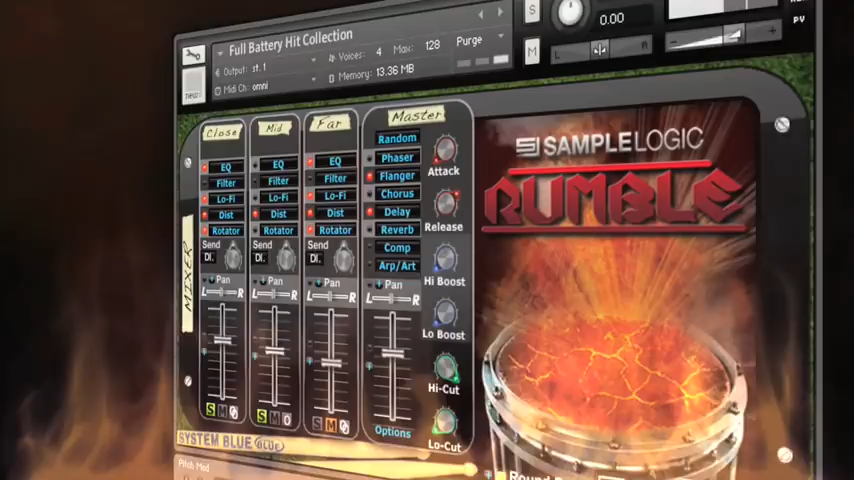 Full Battery Hit Collection
Output: st. 1
Voices: 4 Max: 128
Purge
Midi Ch: omni
Memory: 13.36 MB
S
M
0.00
L R
PV
Close
Mid
Far
Master
EQ
Filter
Lo-Fi
Dist
Rotator
Send
Pan
L R
S M
EQ
Filter
Lo-Fi
Dist
Rotator
Pan
L R
S M
EQ
Filter
Lo-Fi
Dist
Rotator
Send
Pan
L R
S M
Random
Phaser
Flanger
Chorus
Delay
Reverb
Comp
Arp/Art
Pan
L R
Options
Attack
Release
Hi Boost
Lo Boost
Hi-Cut
Lo-Cut
MIXER
SAMPLELOGIC
RUMBLE
SYSTEM BLUE
Pitch Mod